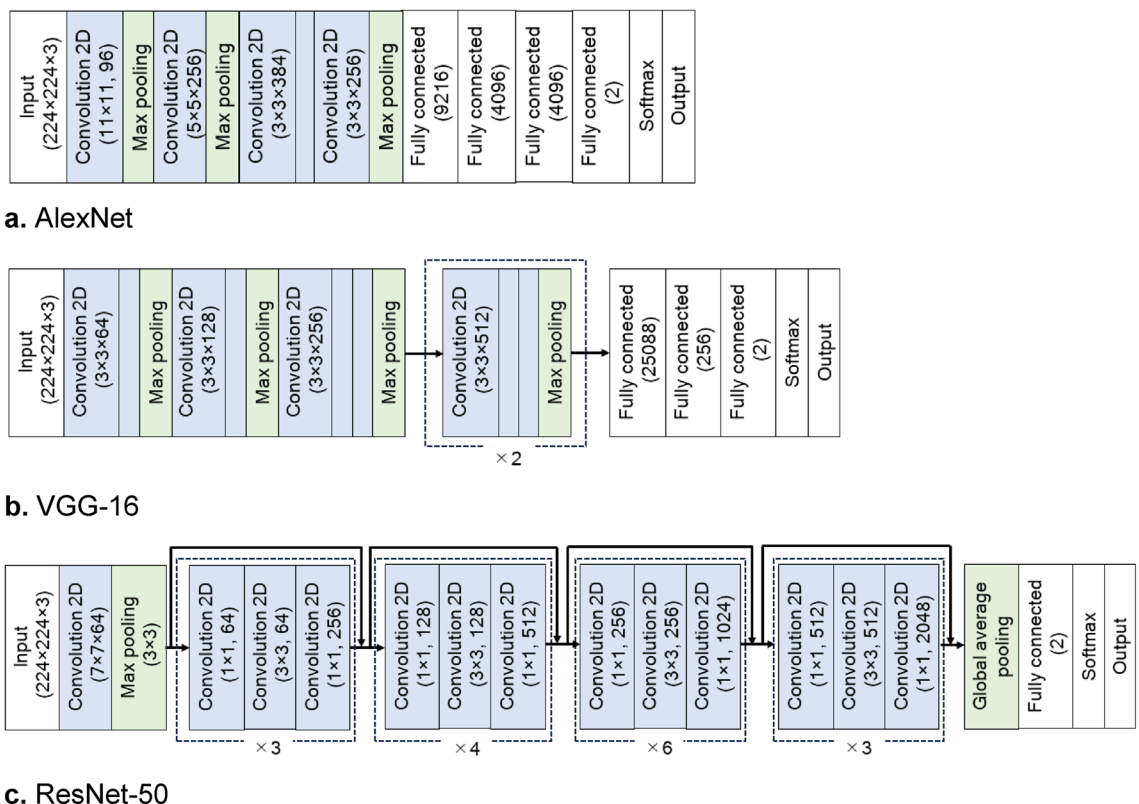 Input
(224×224×3)
Convolution 2D
(11×11, 96)
Max pooling
Convolution 2D
(5×5×256)
Max pooling
Convolution 2D
(3×3×384)
Convolution 2D
(3×3×256)
Max pooling
Fully connected
(9216)
Fully connected
(4096)
Fully connected
(4096)
Fully connected
(2)
Softmax
Output
a. AlexNet
Input
(224×224×3)
Convolution 2D
(3×3×64)
Max pooling
Convolution 2D
(3×3×128)
Max pooling
Convolution 2D
(3×3×256)
Max pooling
Convolution 2D
(3×3×512)
Max pooling
×2
Fully connected
(25088)
Fully connected
(256)
Fully connected
(2)
Softmax
Output
b. VGG-16
Input
(224×224×3)
Convolution 2D
(7×7×64)
Max pooling
(3×3)
Convolution 2D
(1×1, 64)
Convolution 2D
(3×3, 64)
Convolution 2D
(1×1, 256)
×3
Convolution 2D
(1×1, 128)
Convolution 2D
(3×3, 128)
Convolution 2D
(1×1, 512)
×4
Convolution 2D
(1×1, 256)
Convolution 2D
(3×3, 256)
Convolution 2D
(1×1, 1024)
×6
Convolution 2D
(1×1, 512)
Convolution 2D
(3×3, 512)
Convolution 2D
(1×1, 2048)
×3
Global average
pooling
Fully connected
(2)
Softmax
Output
c. ResNet-50